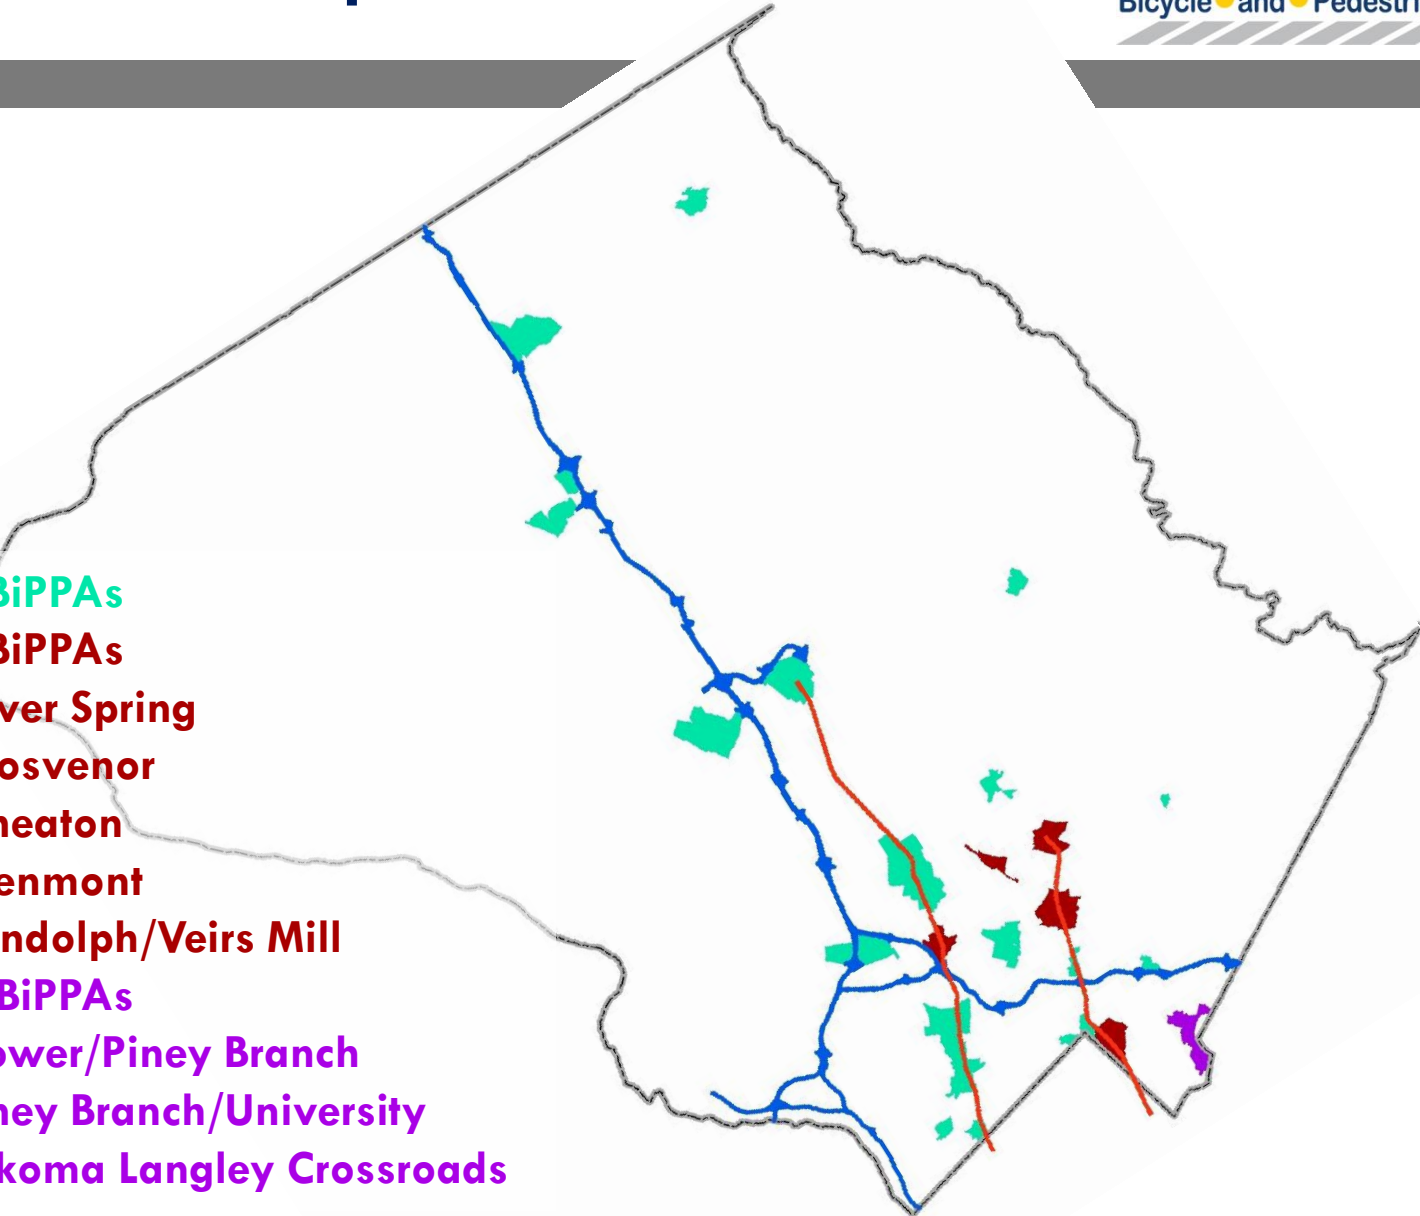 Bicycle and Pedestri
BiPPAs
BiPPAs
ver Spring
osvenor
heaton
enmont
ndolph/Veirs Mill
BiPPAs
ower/Piney Branch
ney Branch/University
koma Langley Crossroads